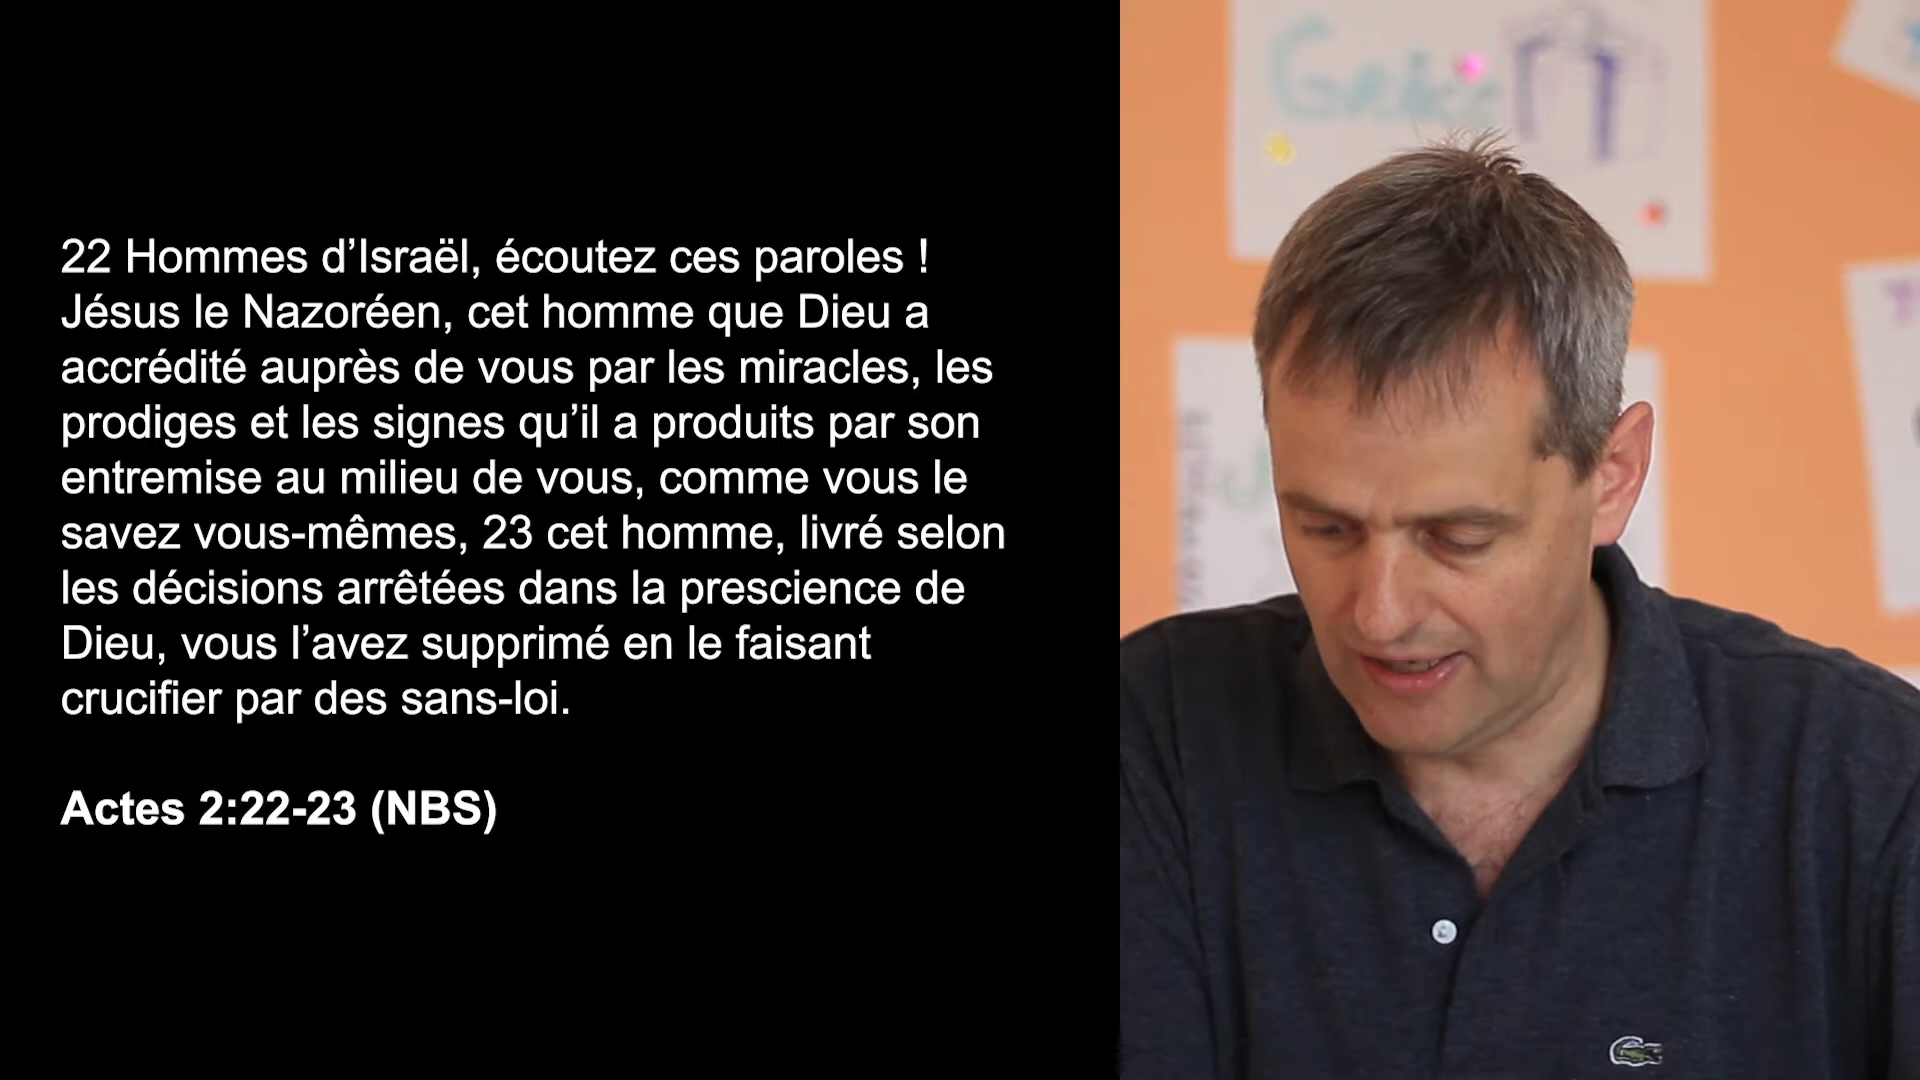 22 Hommes d’Israël, écoutez ces paroles !
Jésus le Nazoréen, cet homme que Dieu a
accrédité auprès de vous par les miracles, les
prodiges et les signes qu’il a produits par son
entremise au milieu de vous, comme vous le
savez vous-mêmes, 23 cet homme, livré selon
les décisions arrêtées dans la prescience de
Dieu, vous l’avez supprimé en le faisant
crucifier par des sans-loi.
Actes 2:22-23 (NBS)